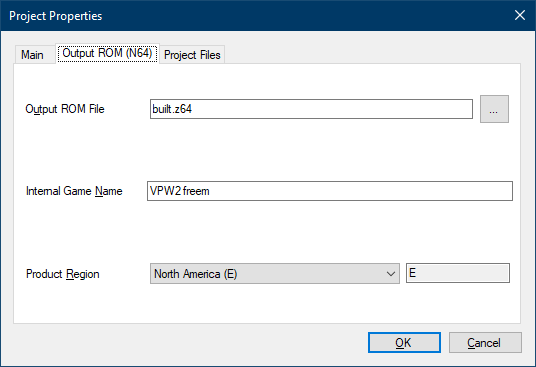 Project Properties
Main Output ROM (N64) Project Files
Output ROM File built.z64 ...
Internal Game Name VPW2 freem
Product Region North America (E) E
OK Cancel